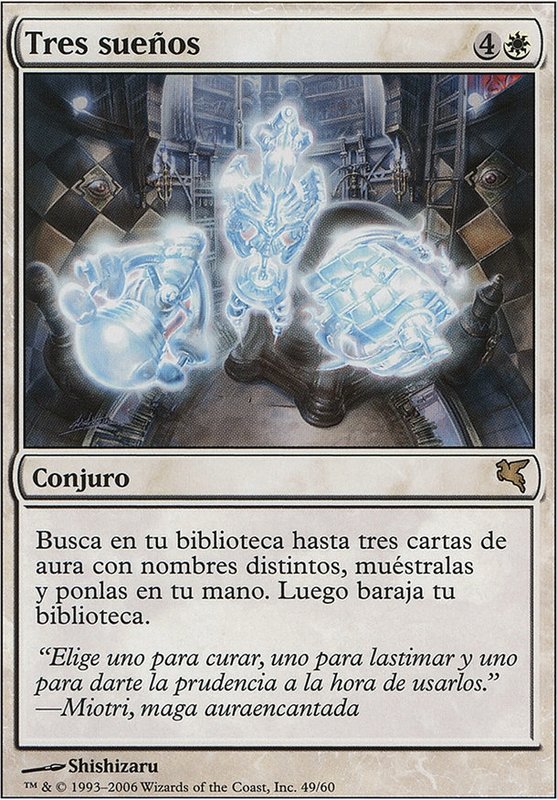 Tres sueños 4
Conjuro
Busca en tu biblioteca hasta tres cartas de
aura con nombres distintos, muéstralas
y ponlas en tu mano. Luego baraja tu
biblioteca.
“Elige uno para curar, uno para lastimar y uno
para darte la prudencia a la hora de usarlos.”
—Miotri, maga auraencantada
Shishizaru
™ & © 1993–2006 Wizards of the Coast, Inc. 49/60